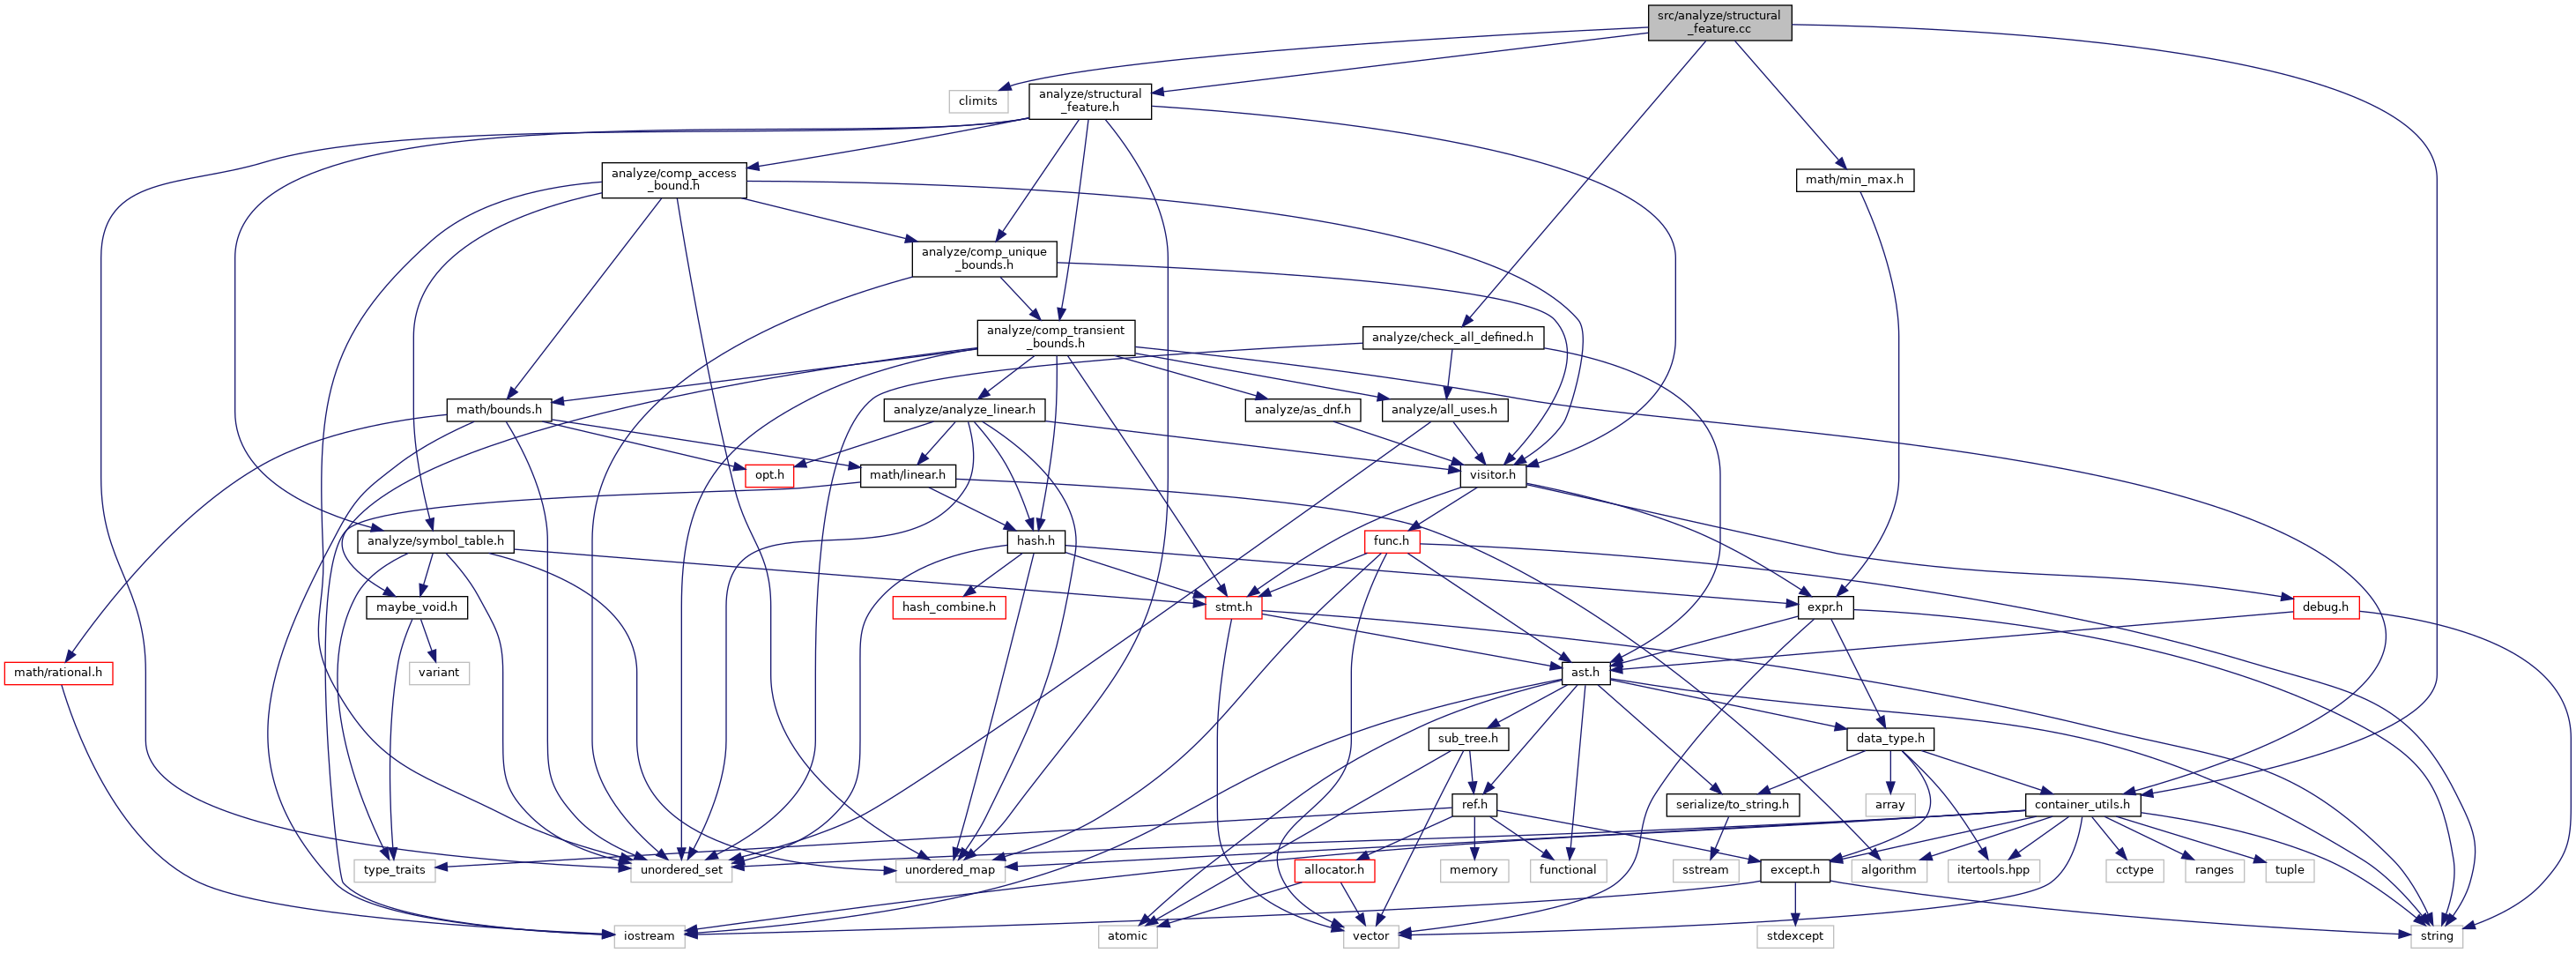 src/analyze/structural
_feature.cc
climits
analyze/structural
_feature.h
analyze/comp_access
_bound.h
math/min_max.h
analyze/comp_unique
_bounds.h
analyze/comp_transient
_bounds.h
analyze/check_all_defined.h
math/bounds.h
analyze/analyze_linear.h
analyze/as_dnf.h
analyze/all_uses.h
opt.h
math/linear.h
visitor.h
analyze/symbol_table.h
hash.h
func.h
maybe_void.h
hash_combine.h
stmt.h
expr.h
debug.h
math/rational.h
variant
ast.h
sub_tree.h
data_type.h
ref.h
serialize/to_string.h
array
container_utils.h
type_traits
unordered_set
unordered_map
allocator.h
memory
functional
sstream
except.h
algorithm
itertools.hpp
cctype
ranges
tuple
iostream
atomic
vector
stdexcept
string